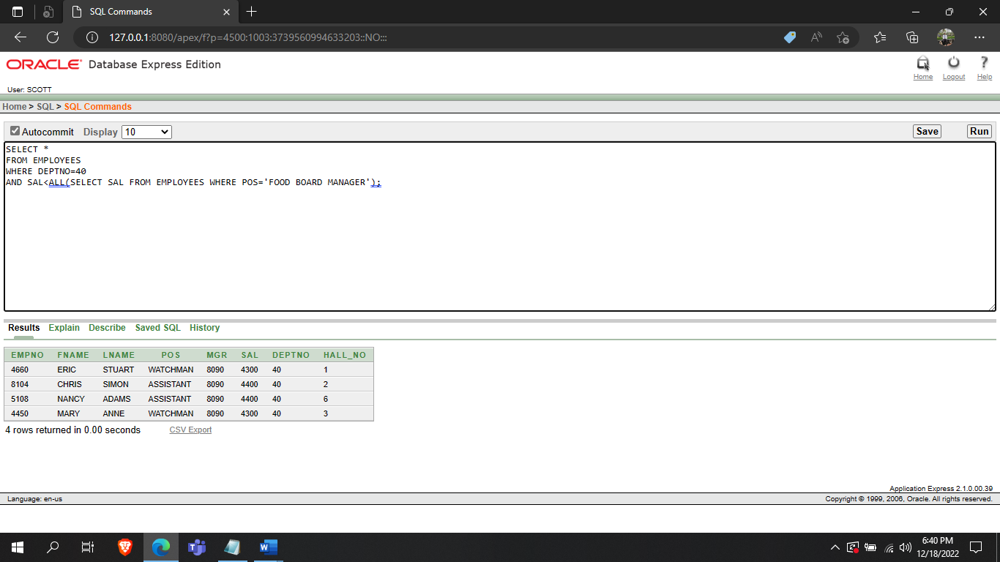 SQL Commands
127.0.0.1:8080/apex/f?p=4500:1003:3739560994633203::NO:::
ORACLE Database Express Edition
Home Logout Help
User: SCOTT
Home > SQL > SQL Commands
Autocommit Display 10 Save Run
SELECT *
FROM EMPLOYEES
WHERE DEPTNO=40
AND SAL<ALL(SELECT SAL FROM EMPLOYEES WHERE POS='FOOD BOARD MANAGER');
Results Explain Describe Saved SQL History
EMPNO FNAME LNAME POS MGR SAL DEPTNO HALL_NO
4660 ERIC STUART WATCHMAN 8090 4300 40 1
8104 CHRIS SIMON ASSISTANT 8090 4400 40 2
5108 NANCY ADAMS ASSISTANT 8090 4400 40 6
4450 MARY ANNE WATCHMAN 8090 4300 40 3
4 rows returned in 0.00 seconds CSV Export
Application Express 2.1.0.00.39
Language: en-us Copyright © 1999, 2006, Oracle. All rights reserved.
6:40 PM
12/18/2022